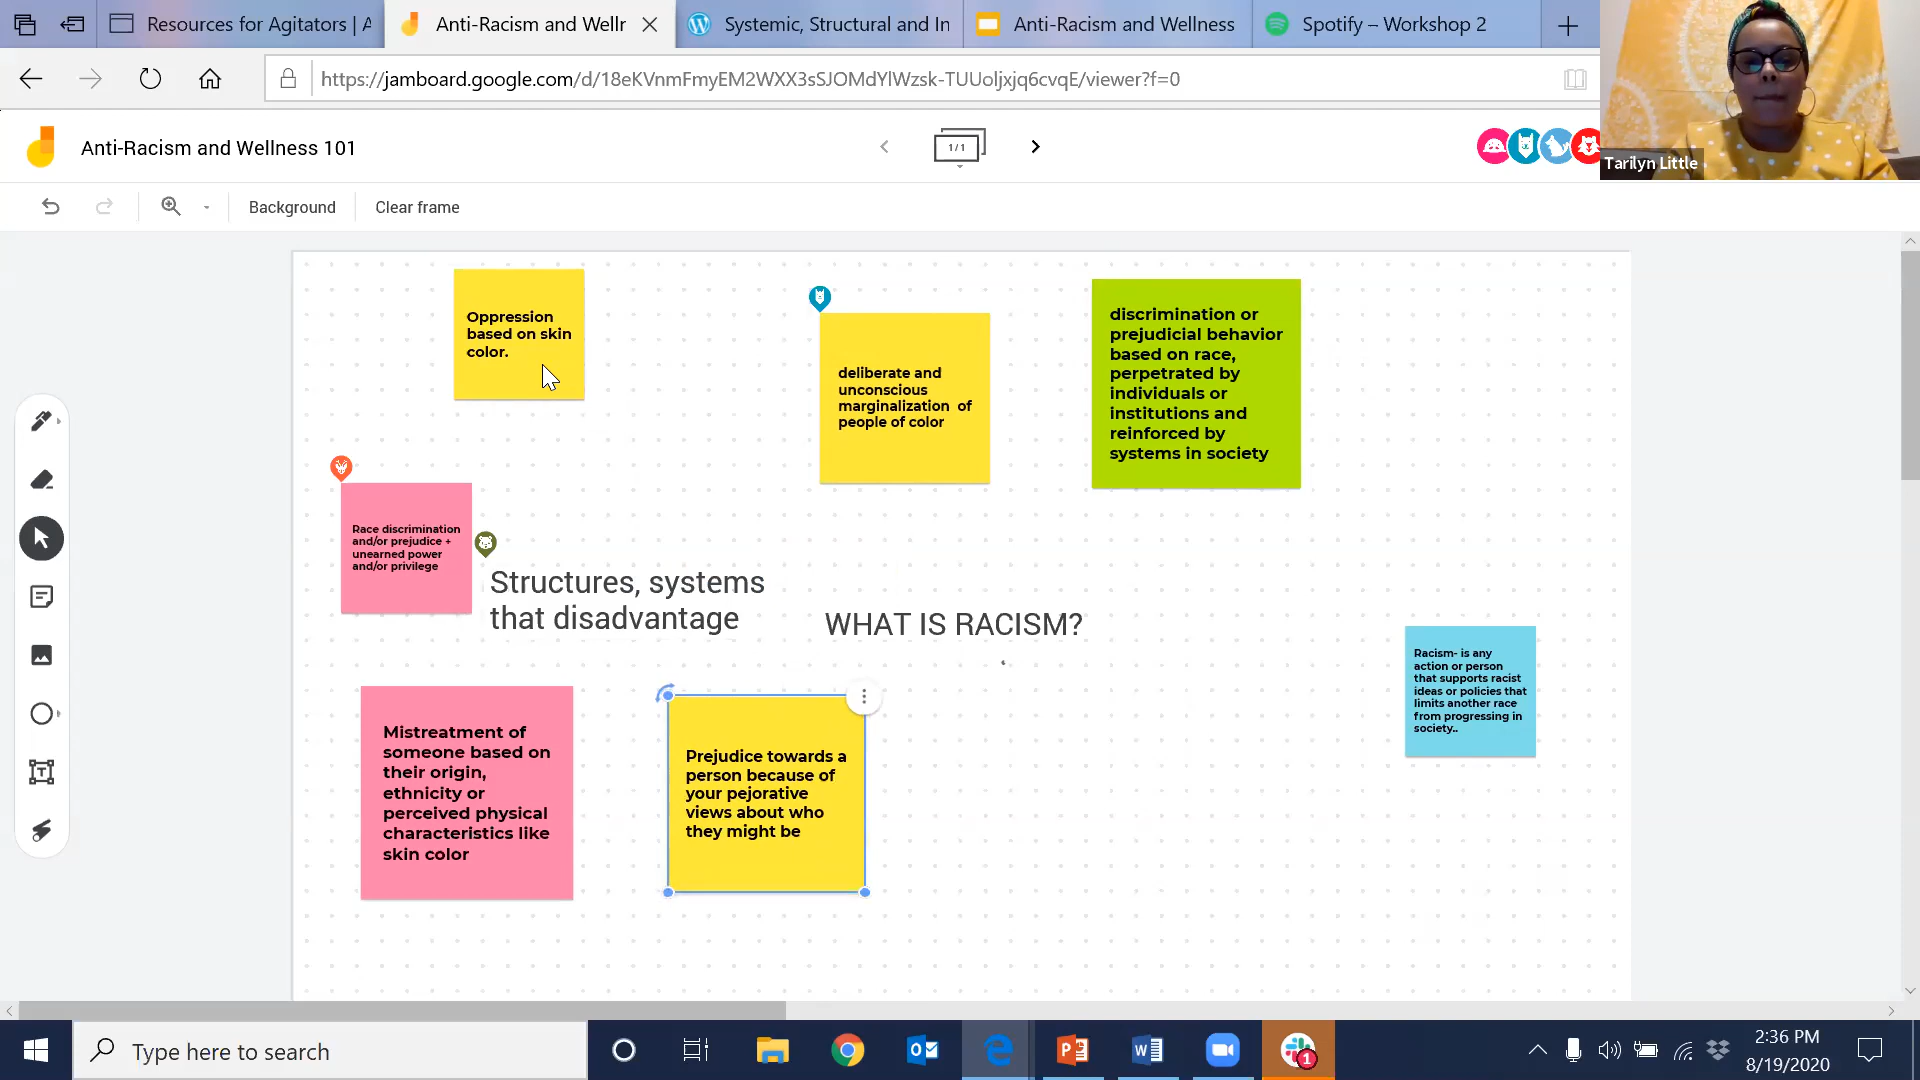 Resources for Agitators | A
Anti-Racism and Wellr
Systemic, Structural and In
Anti-Racism and Wellness
Spotify – Workshop 2
https://jamboard.google.com/d/18eKVnmFmyEM2WXX3sSJOMdYlWzsk-TUUoljxjq6cvqE/viewer?f=0
Tarilyn Little
Anti-Racism and Wellness 101
1/1
Background
Clear frame
Oppression
based on skin
color.
deliberate and
unconscious
marginalization of
people of color
discrimination or
prejudicial behavior
based on race,
perpetrated by
individuals or
institutions and
reinforced by
systems in society
Race discrimination
and/or prejudice +
unearned power
and/or privilege
Structures, systems
that disadvantage
WHAT IS RACISM?
Racism- is any
action or person
that supports racist
ideas or policies that
limits another race
from progressing in
society..
Mistreatment of
someone based on
their origin,
ethnicity or
perceived physical
characteristics like
skin color
Prejudice towards a
person because of
your pejorative
views about who
they might be
Type here to search
1
2:36 PM
8/19/2020